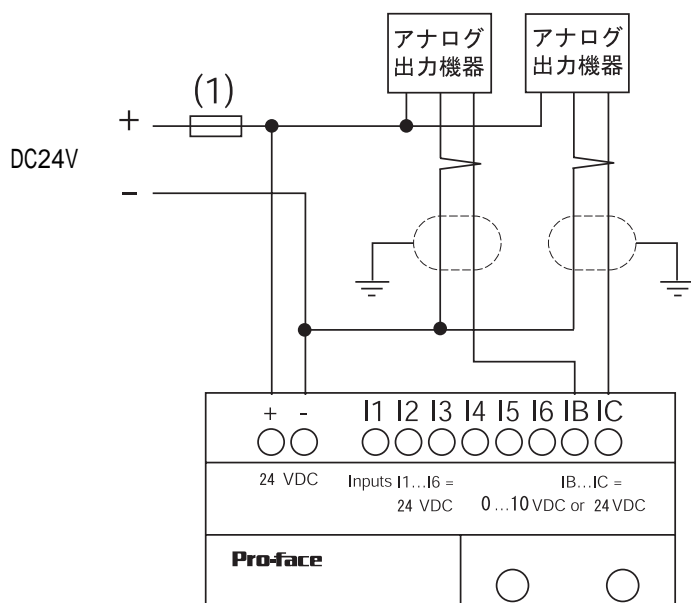 アナログ
出力機器
アナログ
出力機器
(1)
+
DC24V
-
+ - I1 I2 I3 I4 I5 I6 IB IC
24 VDC Inputs I1...I6 = IB...IC =
24 VDC 0...10 VDC or 24 VDC
Pro-face